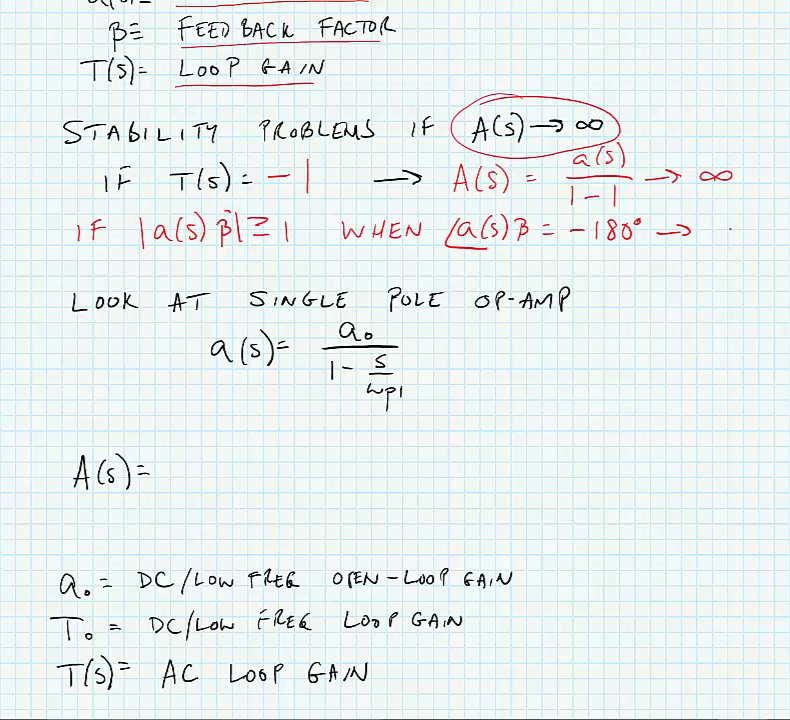 β≡ FEEDBACK FACTOR
T(s)= LOOP GAIN
STABILITY PROBLEMS IF A(s)→∞
IF T(s)= -1 → A(s) = a(s)/(1-1) → ∞
IF |a(s)β|≥1 WHEN ∠a(s)β = -180° →
LOOK AT SINGLE POLE OP-AMP
a(s)= a₀/(1 - s/ωp1)
A(s)=
a₀ = DC/LOW FREQ OPEN-LOOP GAIN
T₀ = DC/LOW FREQ LOOP GAIN
T(s)= AC LOOP GAIN